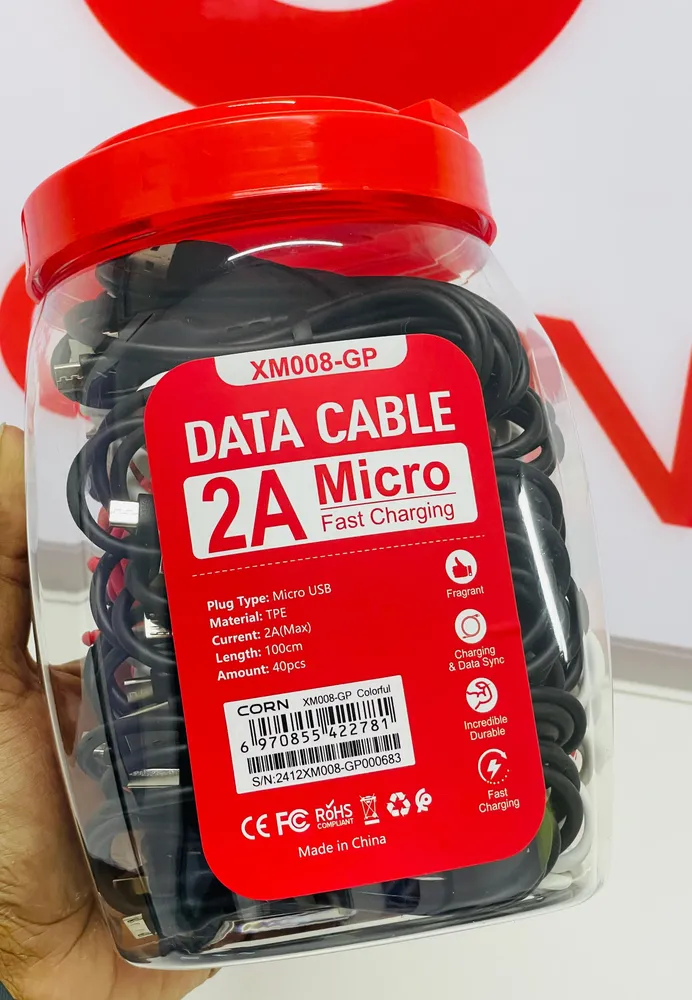 XM008-GP
DATA CABLE
2A Micro
Fast Charging
Plug Type: Micro USB
Material: TPE
Current: 2A(Max)
Length: 100cm
Amount: 40pcs
Fragrant
Charging
& Data Sync
Incredible
Durable
Fast
Charging
CORN XM008-GP Colorful
6 970855 422781
S/N:2412XM008-GP000683
CE FC RoHS
COMPLIANT
Made in China